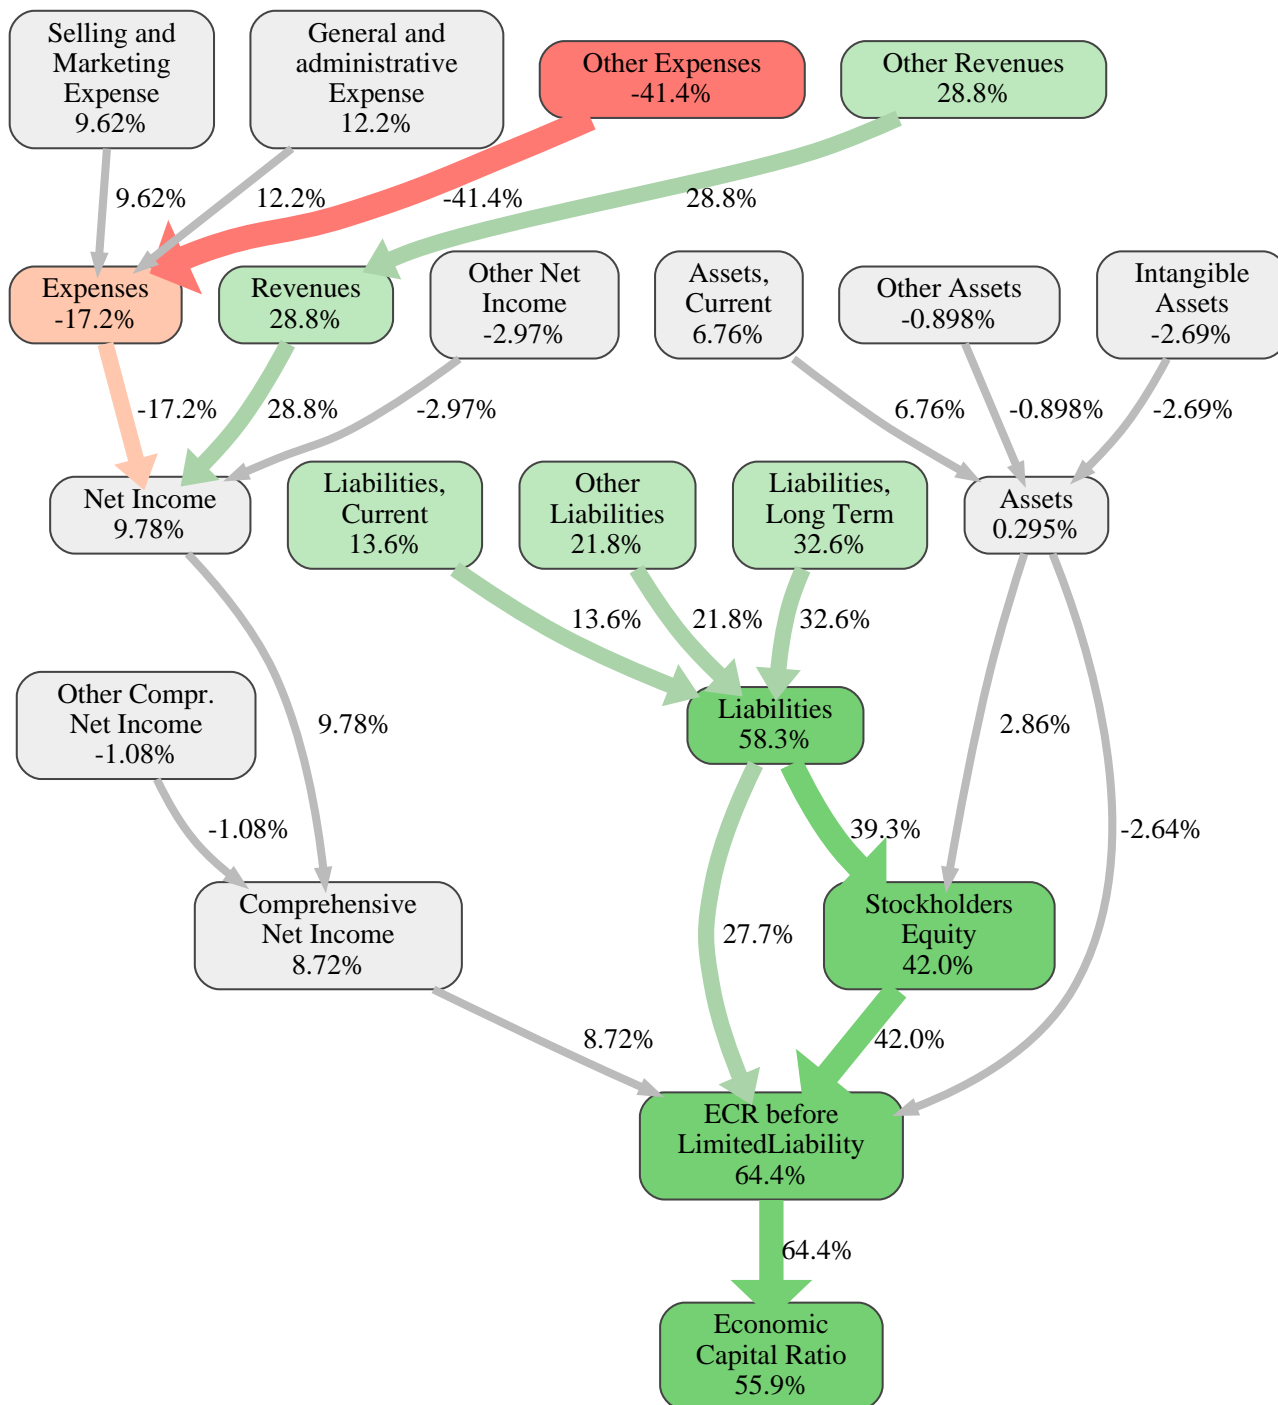 Selling and
Marketing
Expense
9.62%
General and
administrative
Expense
12.2%
Other Expenses
-41.4%
Other Revenues
28.8%
9.62%
12.2%
-41.4%
28.8%
Expenses
-17.2%
Revenues
28.8%
Other Net
Income
-2.97%
Assets,
Current
6.76%
Other Assets
-0.898%
Intangible
Assets
-2.69%
-17.2%
28.8%
-2.97%
6.76%
-0.898%
-2.69%
Net Income
9.78%
Liabilities,
Current
13.6%
Other
Liabilities
21.8%
Liabilities,
Long Term
32.6%
Assets
0.295%
13.6%
21.8%
32.6%
Other Compr.
Net Income
-1.08%
9.78%
Liabilities
58.3%
2.86%
-1.08%
39.3%
-2.64%
Comprehensive
Net Income
8.72%
27.7%
Stockholders
Equity
42.0%
8.72%
42.0%
ECR before
LimitedLiability
64.4%
64.4%
Economic
Capital Ratio
55.9%